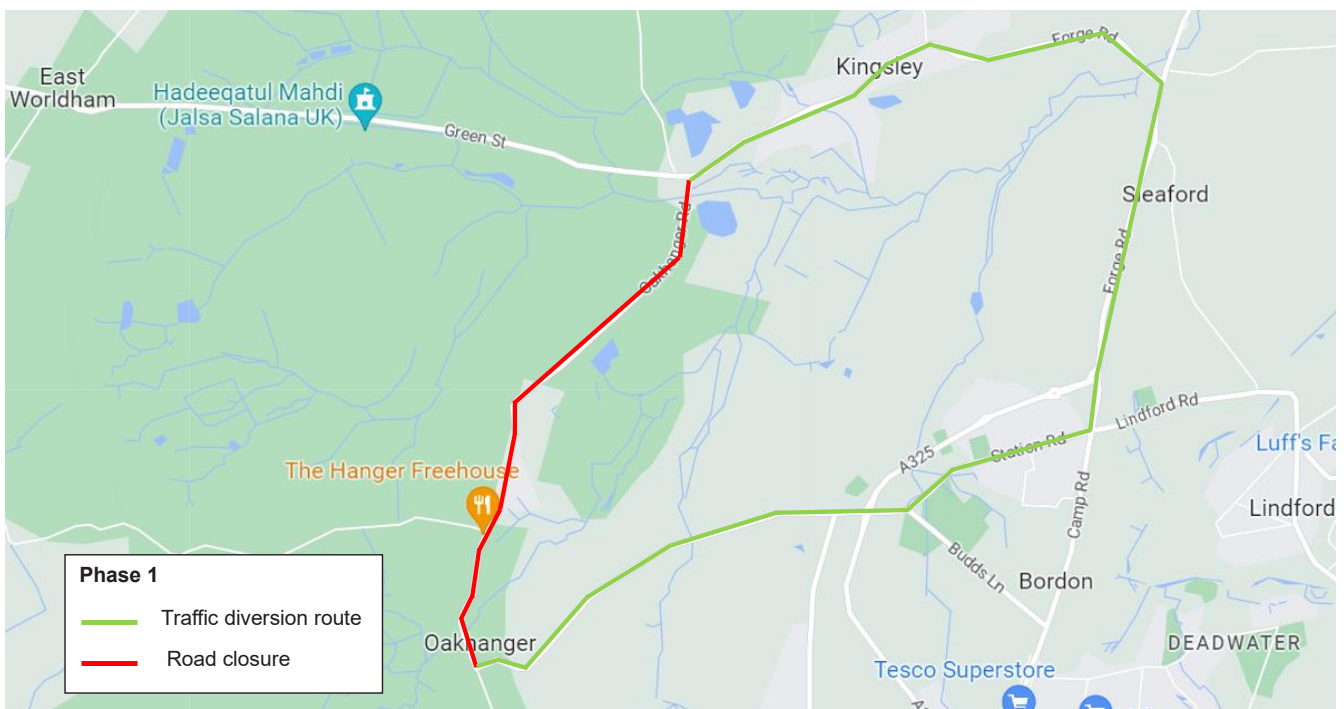 Forge Rd
Kingsley
East
Worldham
Hadeeqatul Mahdi
(Jalsa Salana UK)
Green St
Sleaford
Oakhanger Rd
Forge Rd
Lindford Rd
Station Rd
Luff's Fa
A325
The Hanger Freehouse
Camp Rd
Lindford
Budds Ln
Bordon
Phase 1
Traffic diversion route
Road closure
Oakhanger
DEADWATER
Tesco Superstore